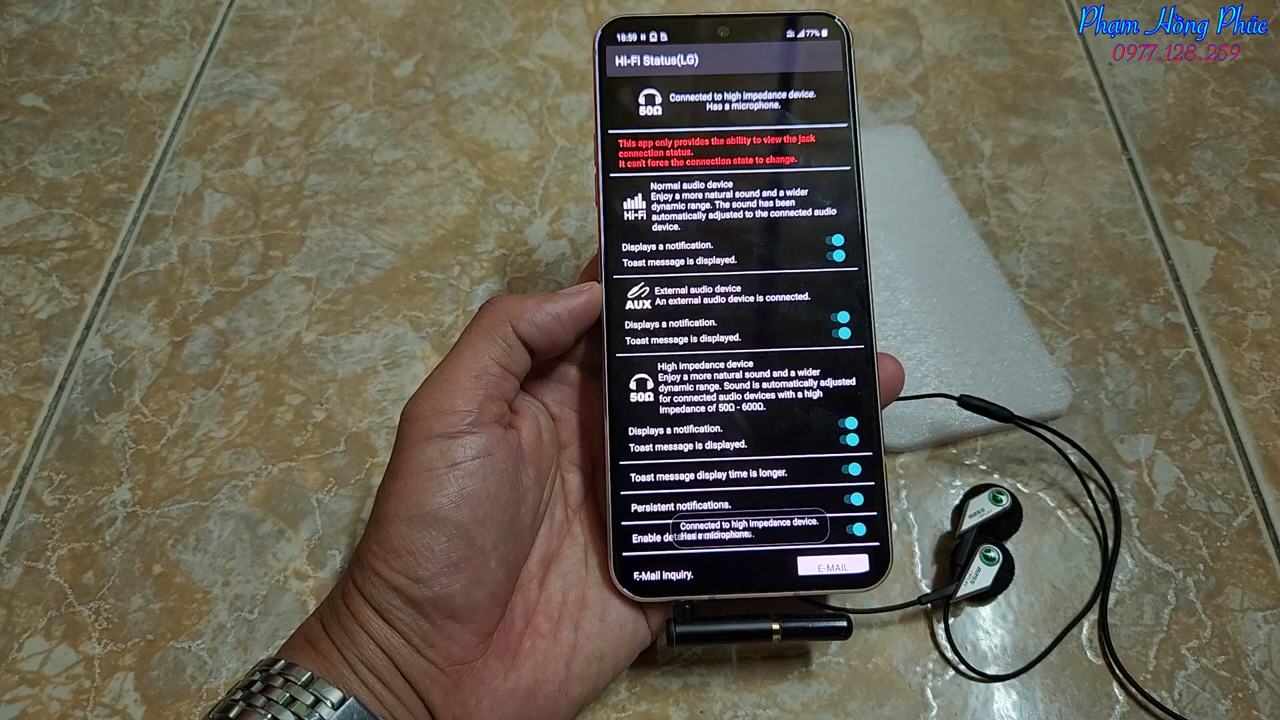 Phạm Hồng Phúc
0977.128.259
18:59
77%
Hi-Fi Status(LG)
50Ω
Connected to high impedance device.
Has a microphone.
This app only provides the ability to view the jack
connection status.
It can't force the connection state to change.
Hi-Fi
Normal audio device
Enjoy a more natural sound and a wider
dynamic range. The sound has been
automatically adjusted to the connected audio
device.
Displays a notification.
Toast message is displayed.
AUX
External audio device
An external audio device is connected.
Displays a notification.
Toast message is displayed.
50Ω
High impedance device
Enjoy a more natural sound and a wider
dynamic range. Sound is automatically adjusted
for connected audio devices with a high
impedance of 50Ω - 600Ω.
Displays a notification.
Toast message is displayed.
Toast message display time is longer.
Persistent notifications.
Connected to high impedance device.
Has a microphone.
Enable
E-Mail Inquiry.
E-MAIL